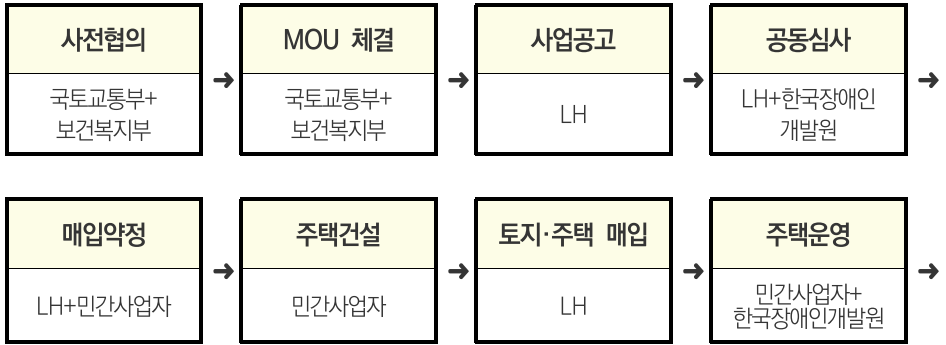 사전협의
국토교통부+
보건복지부
MOU 체결
국토교통부+
보건복지부
사업공고
LH
공동심사
LH+한국장애인
개발원
매입약정
LH+민간사업자
주택건설
민간사업자
토지·주택 매입
LH
주택운영
민간사업자+
한국장애인개발원